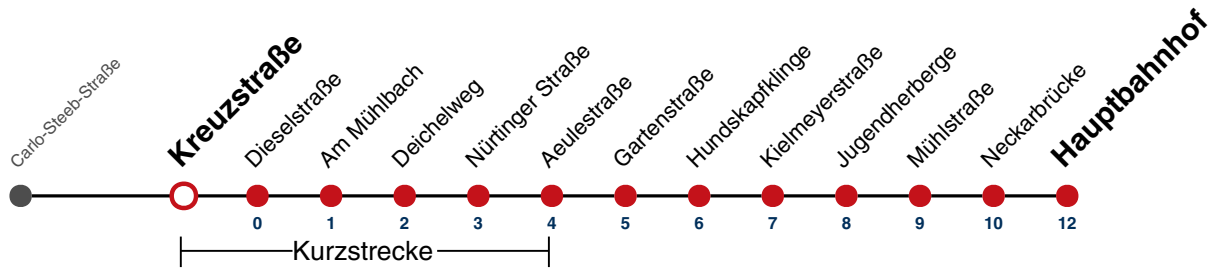 Carlo-Steeb-Straße
Kreuzstraße
Dieselstraße
Am Mühlbach
Deichelweg
Nürtinger Straße
Aeulestraße
Gartenstraße
Hundskapfklinge
Kielmeyerstraße
Jugendherberge
Mühlstraße
Neckarbrücke
Hauptbahnhof
0 1 2 3 4 5 6 7 8 9 10 12
Kurzstrecke